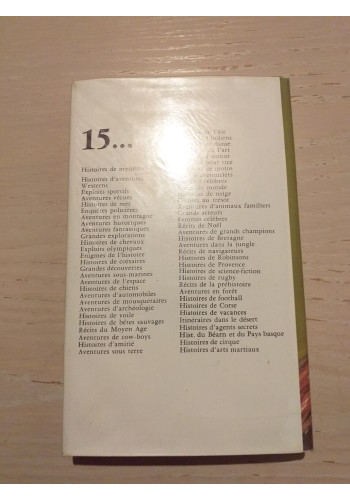 15...
Histoires de
Histoires d'aventures
Westerns
Exploits sportifs
Aventures vécues
Histoires de mer
Enquêtes policières
Aventures en montagne
Aventures
Aventures fantastiques
Grandes explorations
Histoires de chevaux
Exploits olympiques
Enigmes de l'histoire
Histoires de corsaires
Grandes découvertes
Aventures sous-marines
Aventures de l'espace
Histoires de chiens
Aventures d'automobiles
Aventures de mousquetaires
Aventures d'archéologie
Histoires de voile
Histoires de bêtes sauvages
Récits du Moyen Age
Aventures de cow-boys
Histoires d'amitié
Aventures sous terre
de neige
au trésor
d'animaux familiers
Grands acteurs
Femmes célèbres
Récits de Noël
Aventures de grands champions
Histoires de Bretagne
Aventures dans la jungle
Récits de navigateurs
Histoires de Robinsons
Histoires de Provence
Histoires de science-fiction
Histoires de rugby
Récits de la préhistoire
Aventures en forêt
Histoires de football
Histoires de Corse
Histoires de vacances
Itinéraires dans le désert
Histoires d'agents secrets
Hist. du Béarn et du Pays basque
Histoires de cirque
Histoires d'arts martiaux